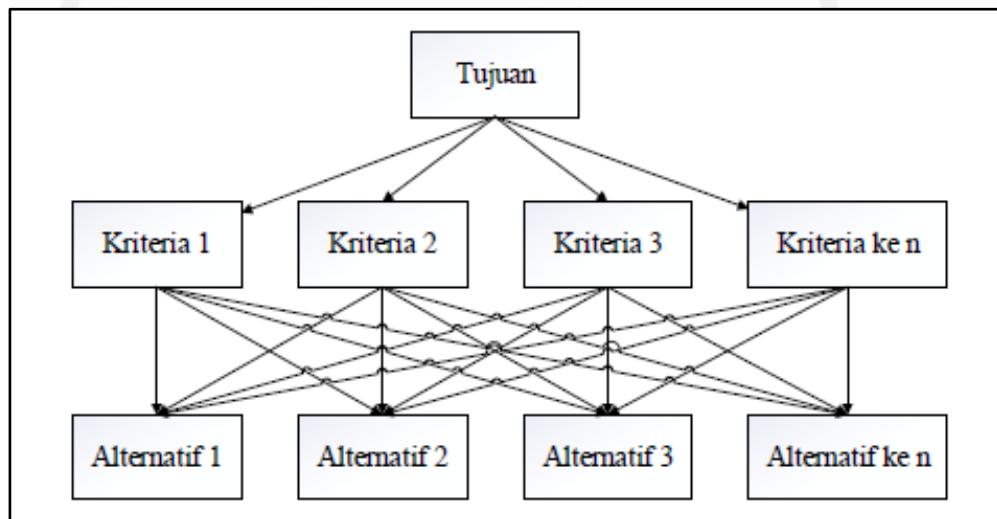 Tujuan
Kriteria 1
Kriteria 2
Kriteria 3
Kriteria ke n
Alternatif 1
Alternatif 2
Alternatif 3
Alternatif ke n